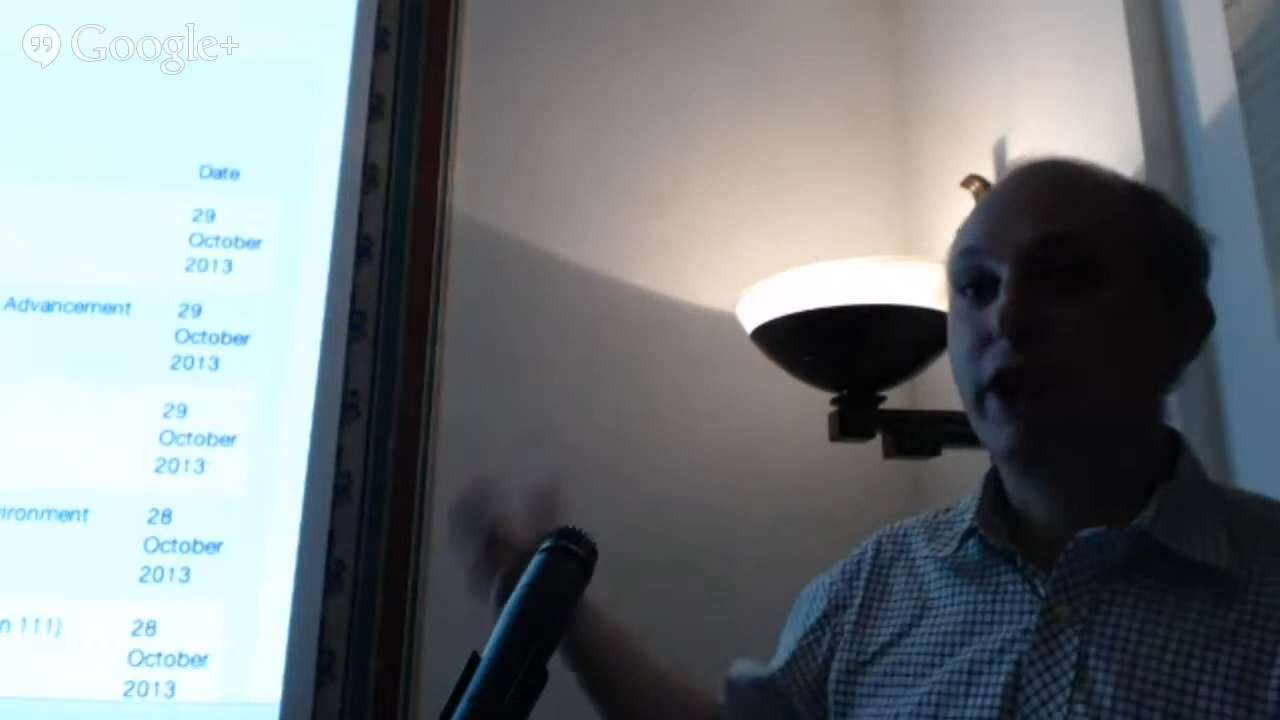 Google+
Date
29
October
2013
Advancement
29
October
2013
29
October
2013
ironment
28
October
2013
n 111)
28
October
2013